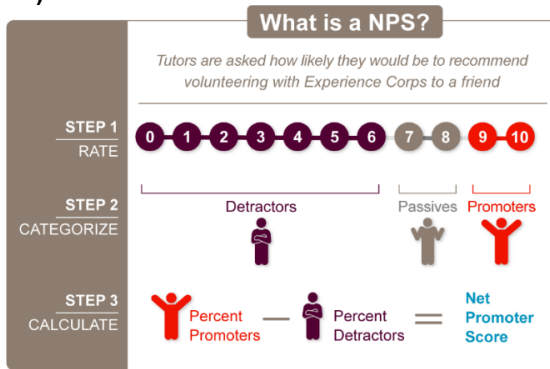 What is a NPS?
Tutors are asked how likely they would be to recommend
volunteering with Experience Corps to a friend
STEP 1
RATE
0 1 2 3 4 5 6 7 8 9 10
STEP 2
CATEGORIZE
Detractors
Passives
Promoters
STEP 3
CALCULATE
Percent
Promoters
—
Percent
Detractors
=
Net
Promoter
Score